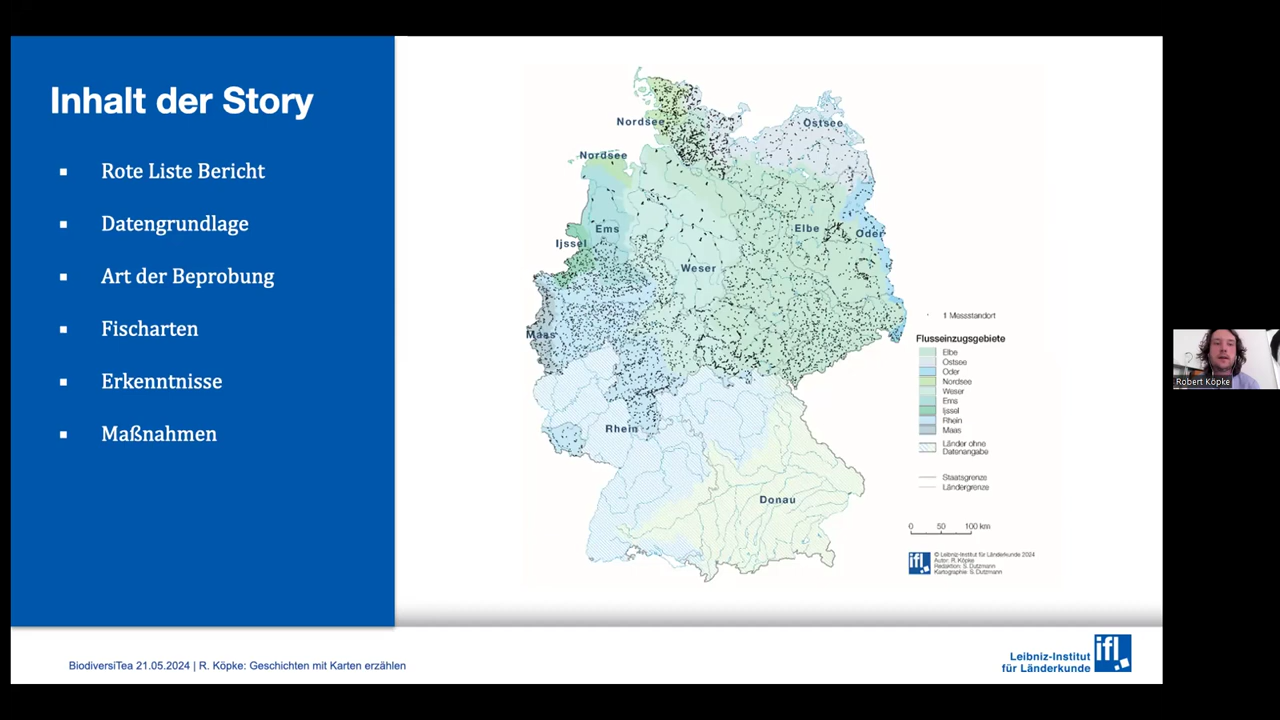 Inhalt der Story
Rote Liste Bericht
Datengrundlage
Art der Beprobung
Fischarten
Erkenntnisse
Maßnahmen
Nordsee
Ostsee
Nordsee
Ems
Elbe
Oder
Ijssel
Weser
Maas
Rhein
Donau
1 Messstandort
Flusseinzugsgebiete
Elbe
Ostsee
Oder
Nordsee
Weser
Ems
Ijssel
Rhein
Maas
Länder ohne
Datenangabe
Staatsgrenze
Ländergrenze
0 50 100 km
ifl
© Leibniz-Institut für Länderkunde 2024
Autor: R. Köpke
Redaktion: S. Dutzmann
Kartographie: S. Dutzmann
Robert Köpke
BiodiversiTea 21.05.2024 | R. Köpke: Geschichten mit Karten erzählen
Leibniz-Institut
für Länderkunde
ifl